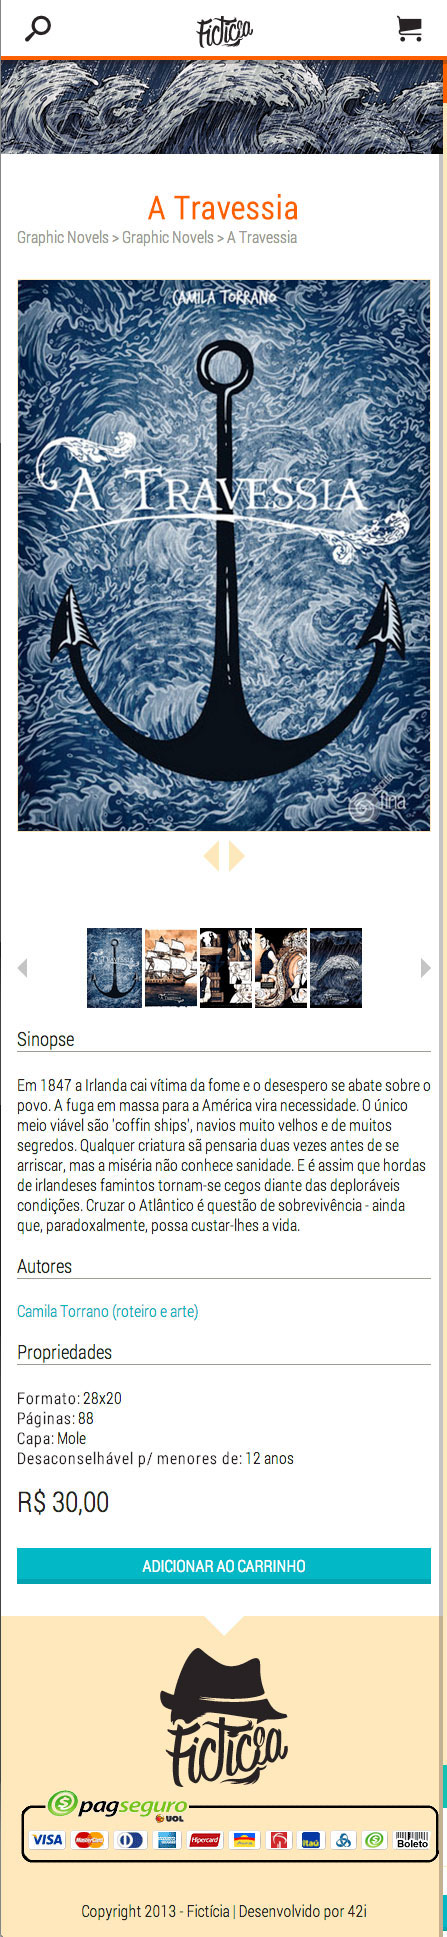 Fictícia
A Travessia
Graphic Novels > Graphic Novels > A Travessia
CAMILA TORRANO
A TRAVESSIA
A TRAVESSIA
Sinopse
Em 1847 a Irlanda cai vítima da fome e o desespero se abate sobre o
povo. A fuga em massa para a América vira necessidade. O único
meio viável são 'coffin ships', navios muito velhos e de muitos
segredos. Qualquer criatura sã pensaria duas vezes antes de se
arriscar, mas a miséria não conhece sanidade. E é assim que hordas
de irlandeses famintos tornam-se cegos diante das deploráveis
condições. Cruzar o Atlântico é questão de sobrevivência - ainda
que, paradoxalmente, possa custar-lhes a vida.
Autores
Camila Torrano (roteiro e arte)
Propriedades
Formato: 28x20
Páginas: 88
Capa: Mole
Desaconselhável p/ menores de: 12 anos
R$ 30,00
ADICIONAR AO CARRINHO
Fictícia
pagseguro
UOL
VISA MasterCard Hipercard Itaú Boleto
Copyright 2013 - Fictícia | Desenvolvido por 42i